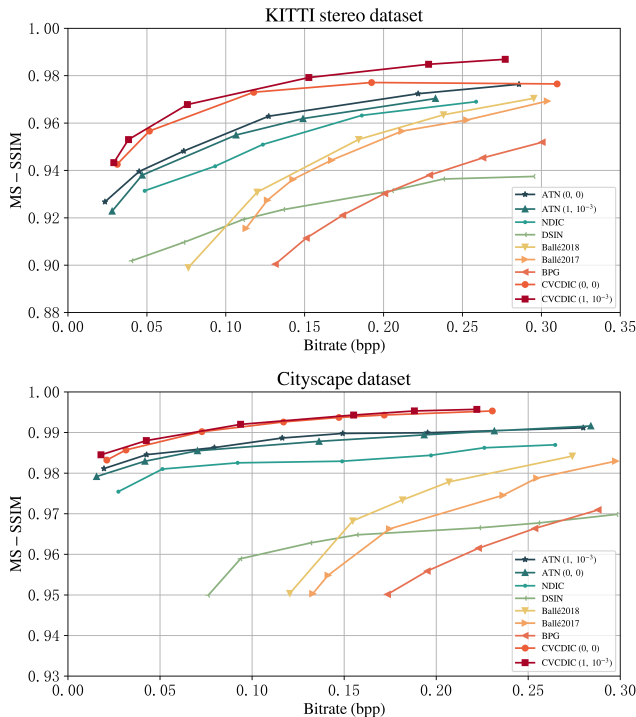 KITTI stereo dataset
1.00
0.98
0.96
0.94
0.92
0.90
0.88
MS − SSIM
ATN (0, 0)
ATN (1, 10⁻³)
NDIC
DSIN
Ballé2018
Ballé2017
BPG
CVCDIC (0, 0)
CVCDIC (1, 10⁻³)
0.00 0.05 0.10 0.15 0.20 0.25 0.30 0.35
Bitrate (bpp)
Cityscape dataset
1.00
0.99
0.98
0.97
0.96
0.95
0.94
0.93
MS − SSIM
ATN (1, 10⁻³)
ATN (0, 0)
NDIC
DSIN
Ballé2018
Ballé2017
BPG
CVCDIC (0, 0)
CVCDIC (1, 10⁻³)
0.00 0.05 0.10 0.15 0.20 0.25 0.30
Bitrate (bpp)